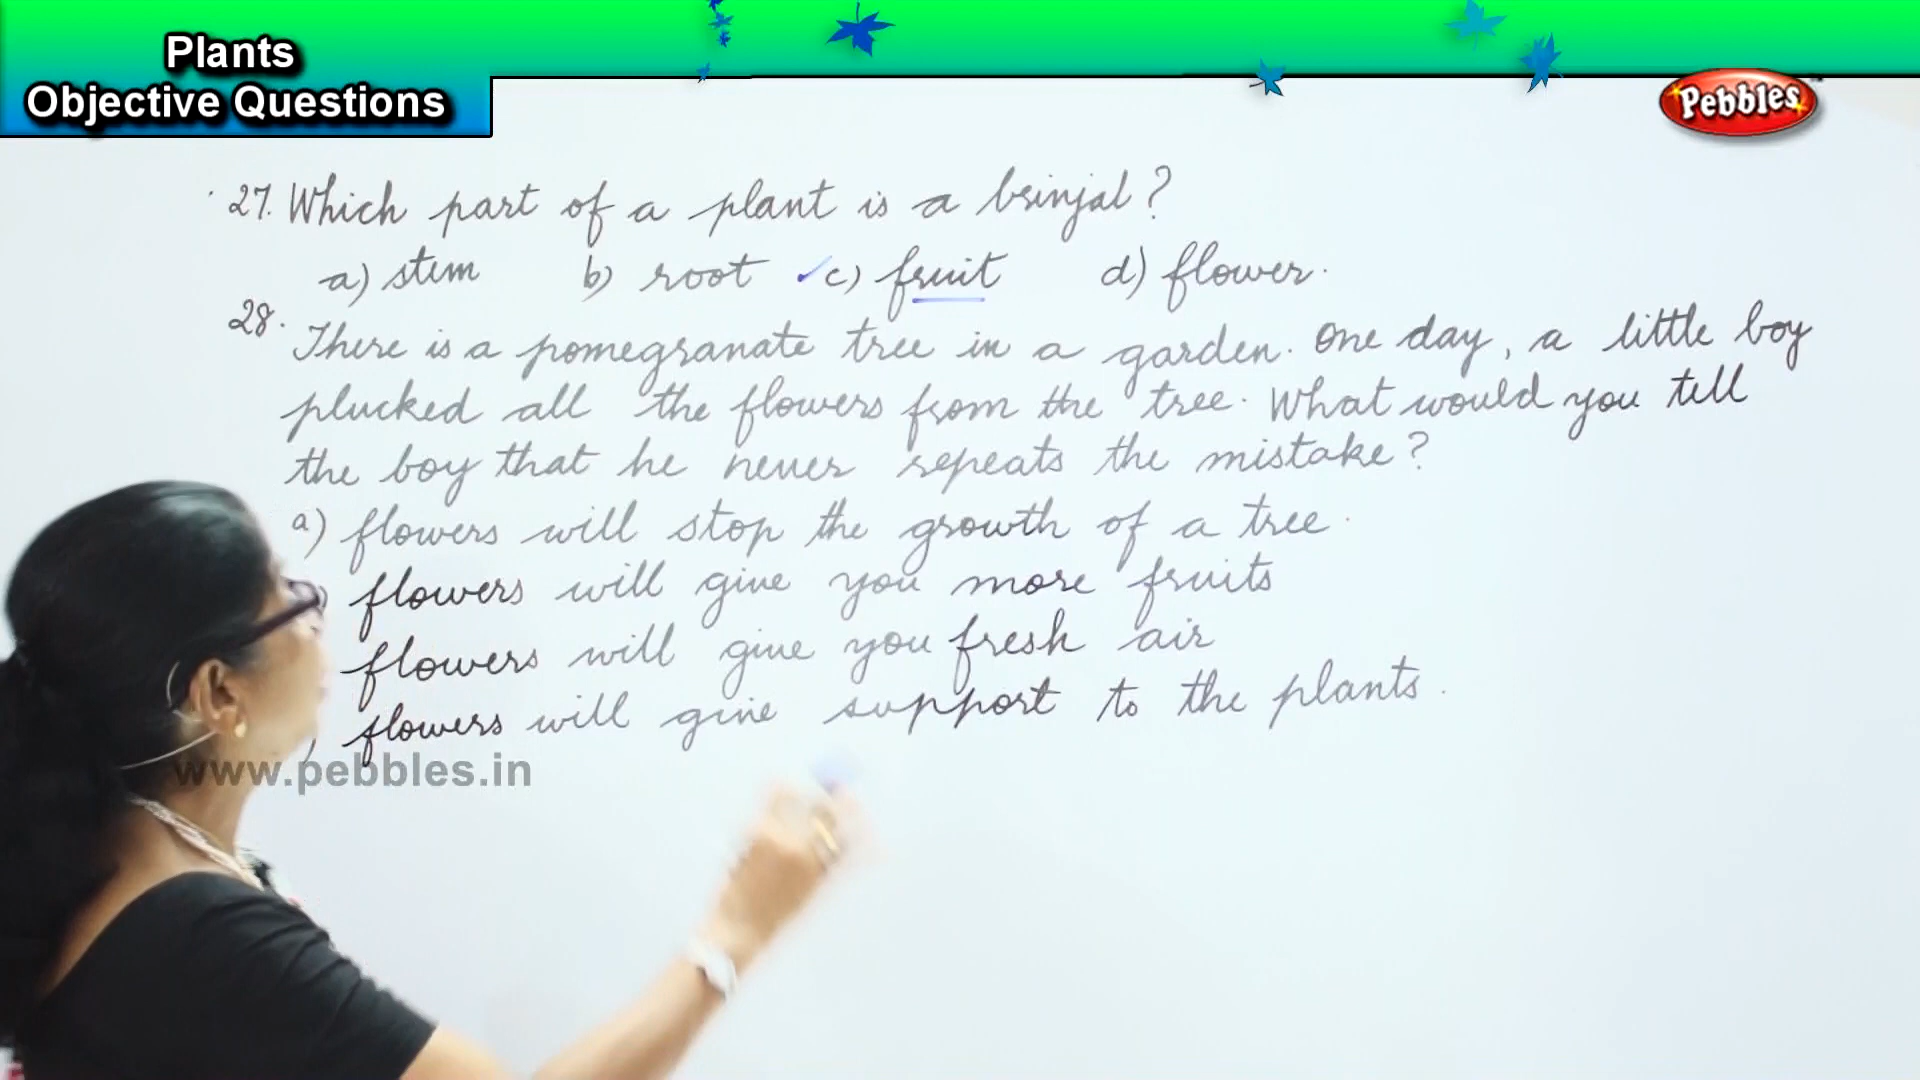 Plants
Objective Questions
Pebbles
27. Which part of a plant is a brinjal?
a) stem b) root ✓c) fruit d) flower.
28. There is a pomegranate tree in a garden. One day, a little boy
plucked all the flowers from the tree. What would you tell
the boy that he never repeats the mistake?
a) flowers will stop the growth of a tree.
) flowers will give you more fruits
flowers will give you fresh air
) flowers will give support to the plants.
www.pebbles.in